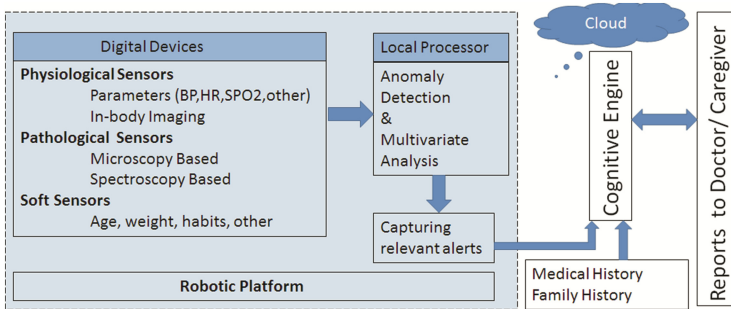 Digital Devices
Physiological Sensors
Parameters (BP,HR,SPO2,other)
In-body Imaging
Pathological Sensors
Microscopy Based
Spectroscopy Based
Soft Sensors
Age, weight, habits, other
Local Processor
Anomaly
Detection
&
Multivariate
Analysis
Capturing
relevant alerts
Robotic Platform
Cloud
Cognitive Engine
Medical History
Family History
Reports to Doctor/ Caregiver